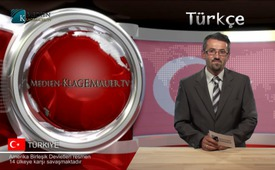 Türkçe
MEDIEN-KLAGEMAUER.TV
TÜRKİYE
Amerika Birleşik Devletleri resmen
14 ülkeye karşı savaşmaktadır